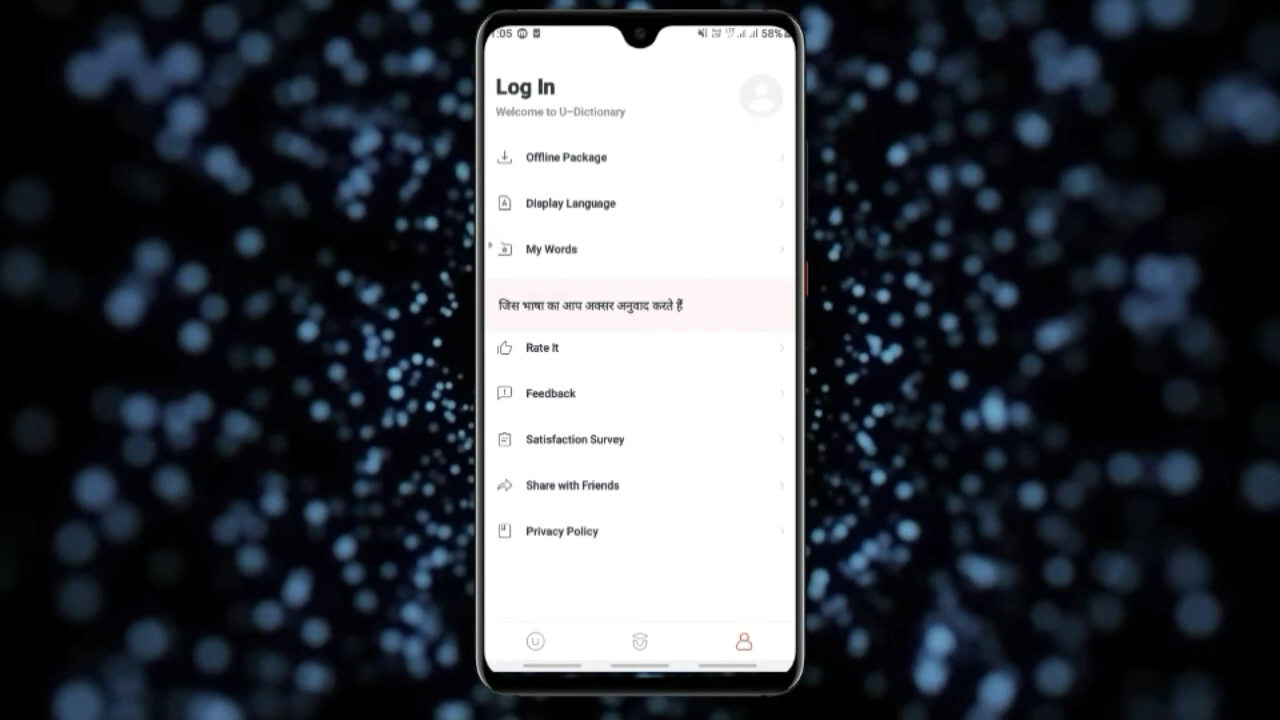 :05 58%
Log In
Welcome to U-Dictionary
Offline Package
Display Language
My Words
जिस भाषा का आप अक्सर अनुवाद करते हैं
Rate It
Feedback
Satisfaction Survey
Share with Friends
Privacy Policy